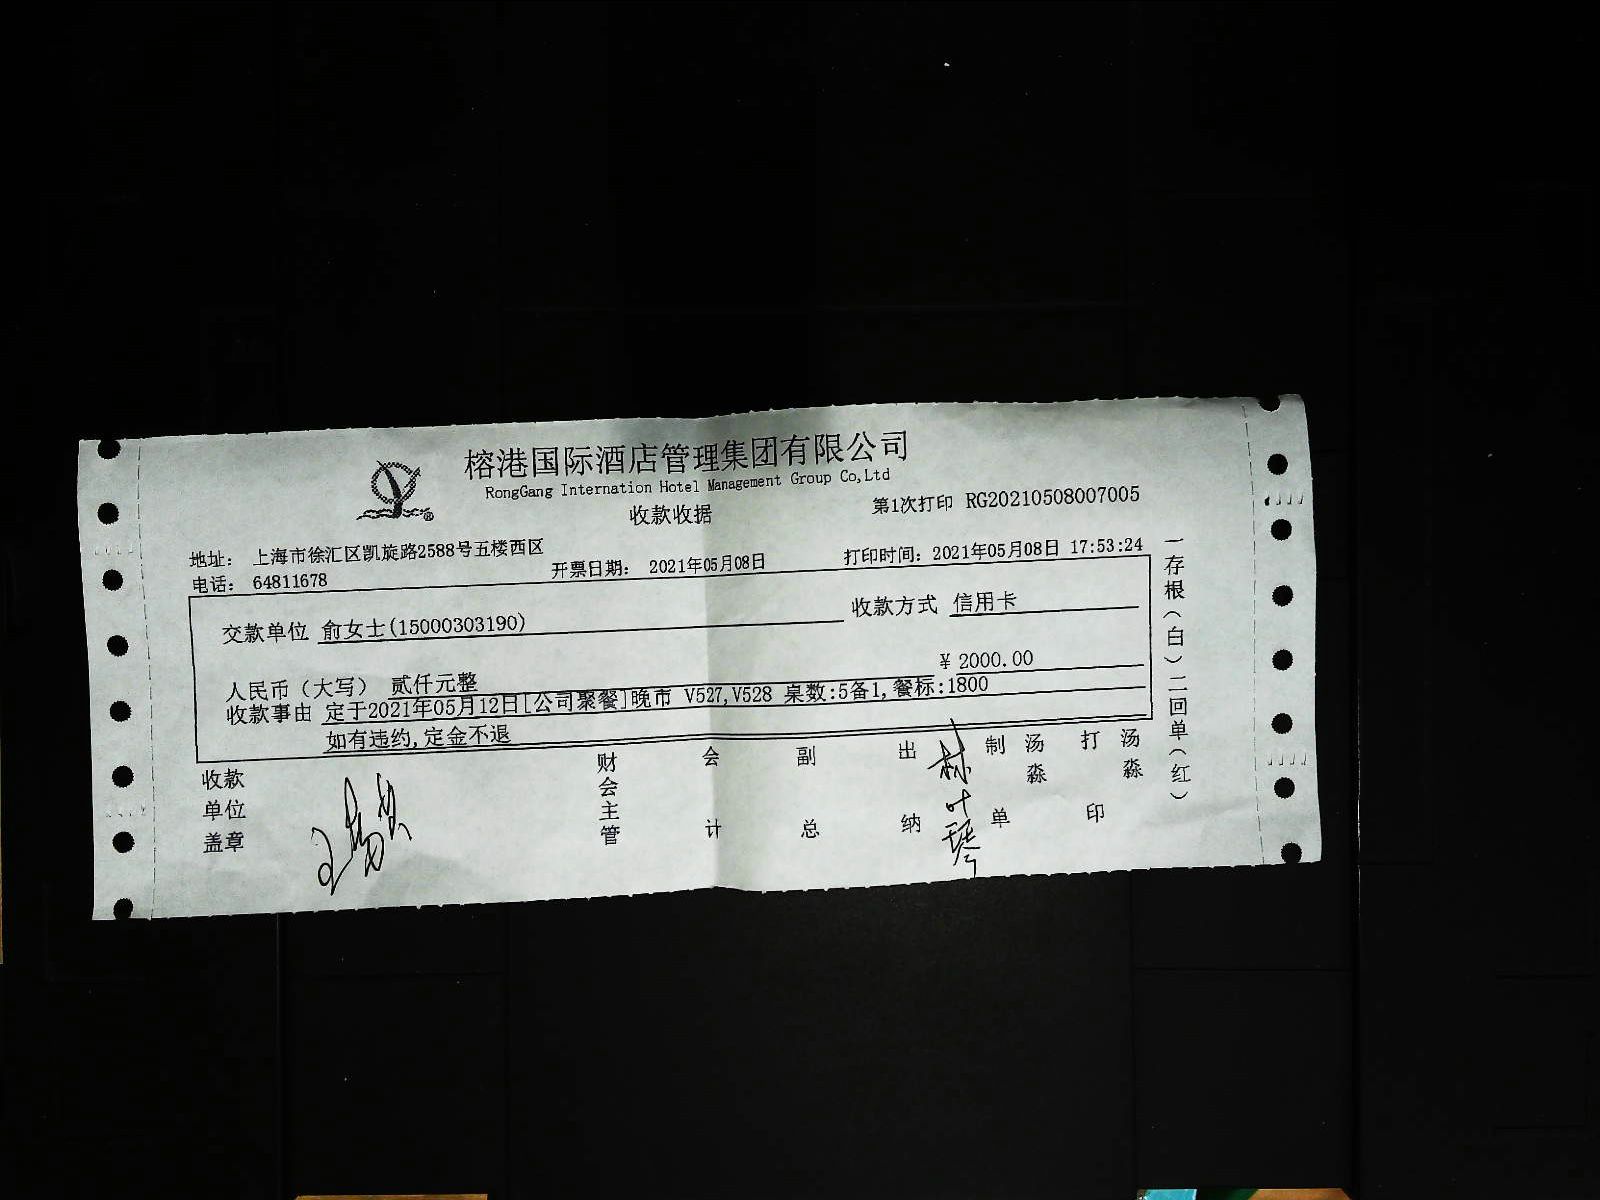 榕港国际酒店管理集团有限公司
RongGang Internation Hotel Management Group Co,Ltd
收款收据
第1次打印 RG20210508007005
地址： 上海市徐汇区凯旋路2588号五楼西区
电话： 64811678
开票日期： 2021年05月08日
打印时间：2021年05月08日 17:53:24
交款单位 俞女士(15000303190)
收款方式 信用卡
人民币（大写） 贰仟元整
¥ 2000.00
收款事由 定于2021年05月12日[公司聚餐]晚市 V527,V528 桌数:5备1,餐标:1800
如有违约,定金不退
收款单位盖章
财会主管
会计
副总
出纳 林叶琴
制单 汤淼
打印 汤淼
一存根（白）二回单（红）